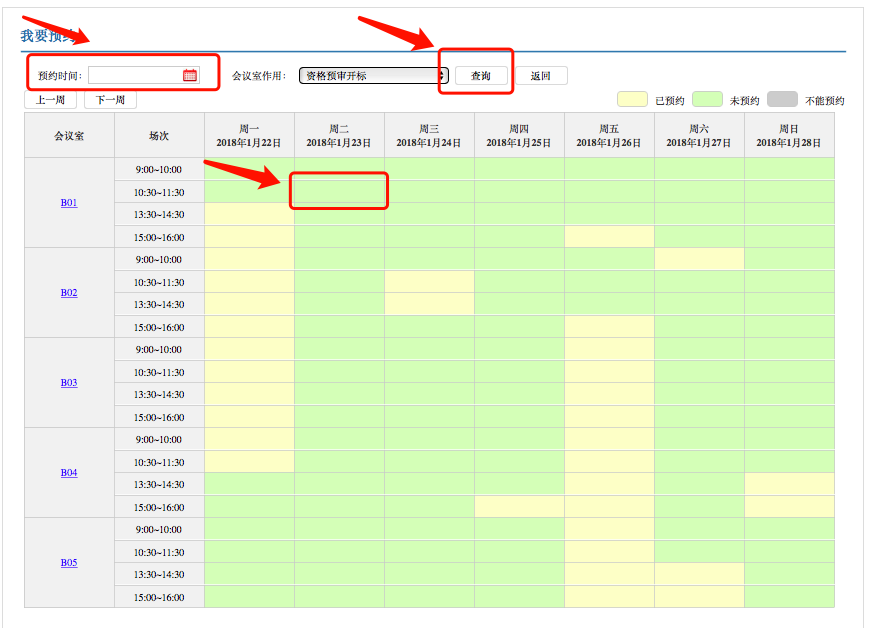 我要预约
预约时间： 会议室作用： 资格预审开标 查询 返回
上一周 下一周 已预约 未预约 不能预约
会议室 场次 周一 周二 周三 周四 周五 周六 周日
2018年1月22日 2018年1月23日 2018年1月24日 2018年1月25日 2018年1月26日 2018年1月27日 2018年1月28日
B01
9:00~10:00
10:30~11:30
13:30~14:30
15:00~16:00
B02
9:00~10:00
10:30~11:30
13:30~14:30
15:00~16:00
B03
9:00~10:00
10:30~11:30
13:30~14:30
15:00~16:00
B04
9:00~10:00
10:30~11:30
13:30~14:30
15:00~16:00
B05
9:00~10:00
10:30~11:30
13:30~14:30
15:00~16:00